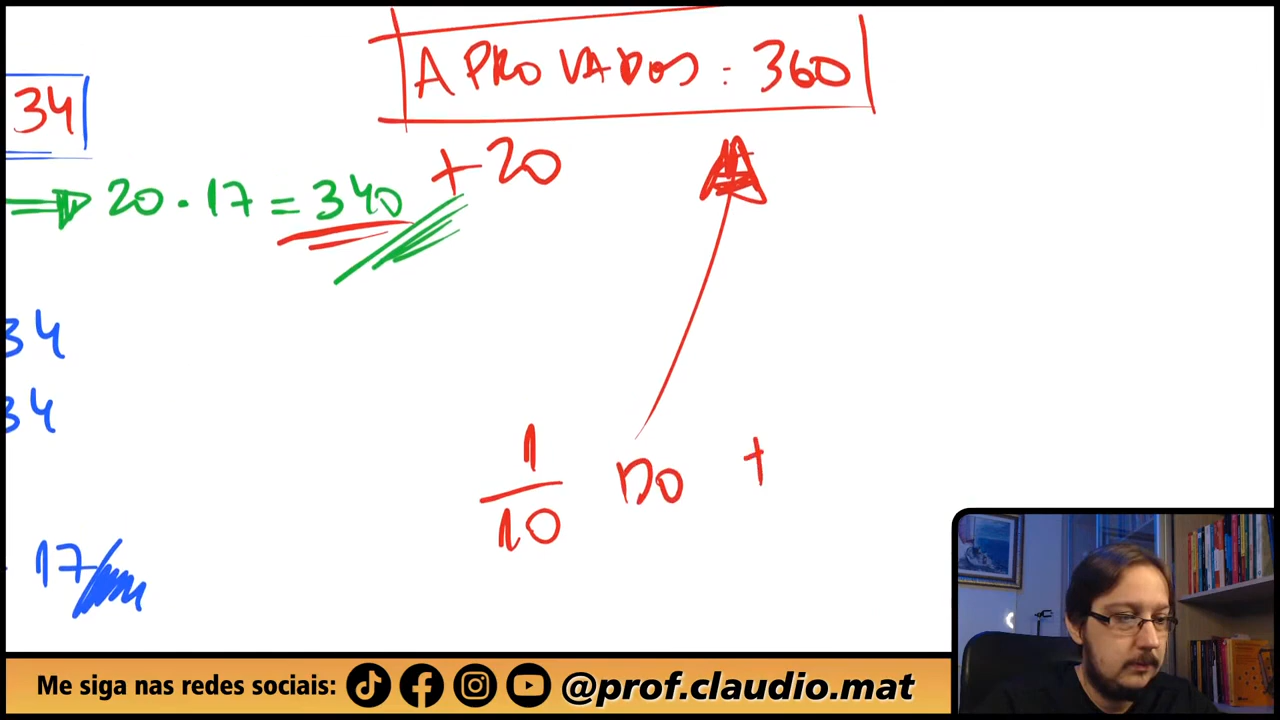 APROVADOS : 360
34
+ 20
20 . 17 = 340
34
34
1
10
DO
+
17
Me siga nas redes sociais: @prof.claudio.mat